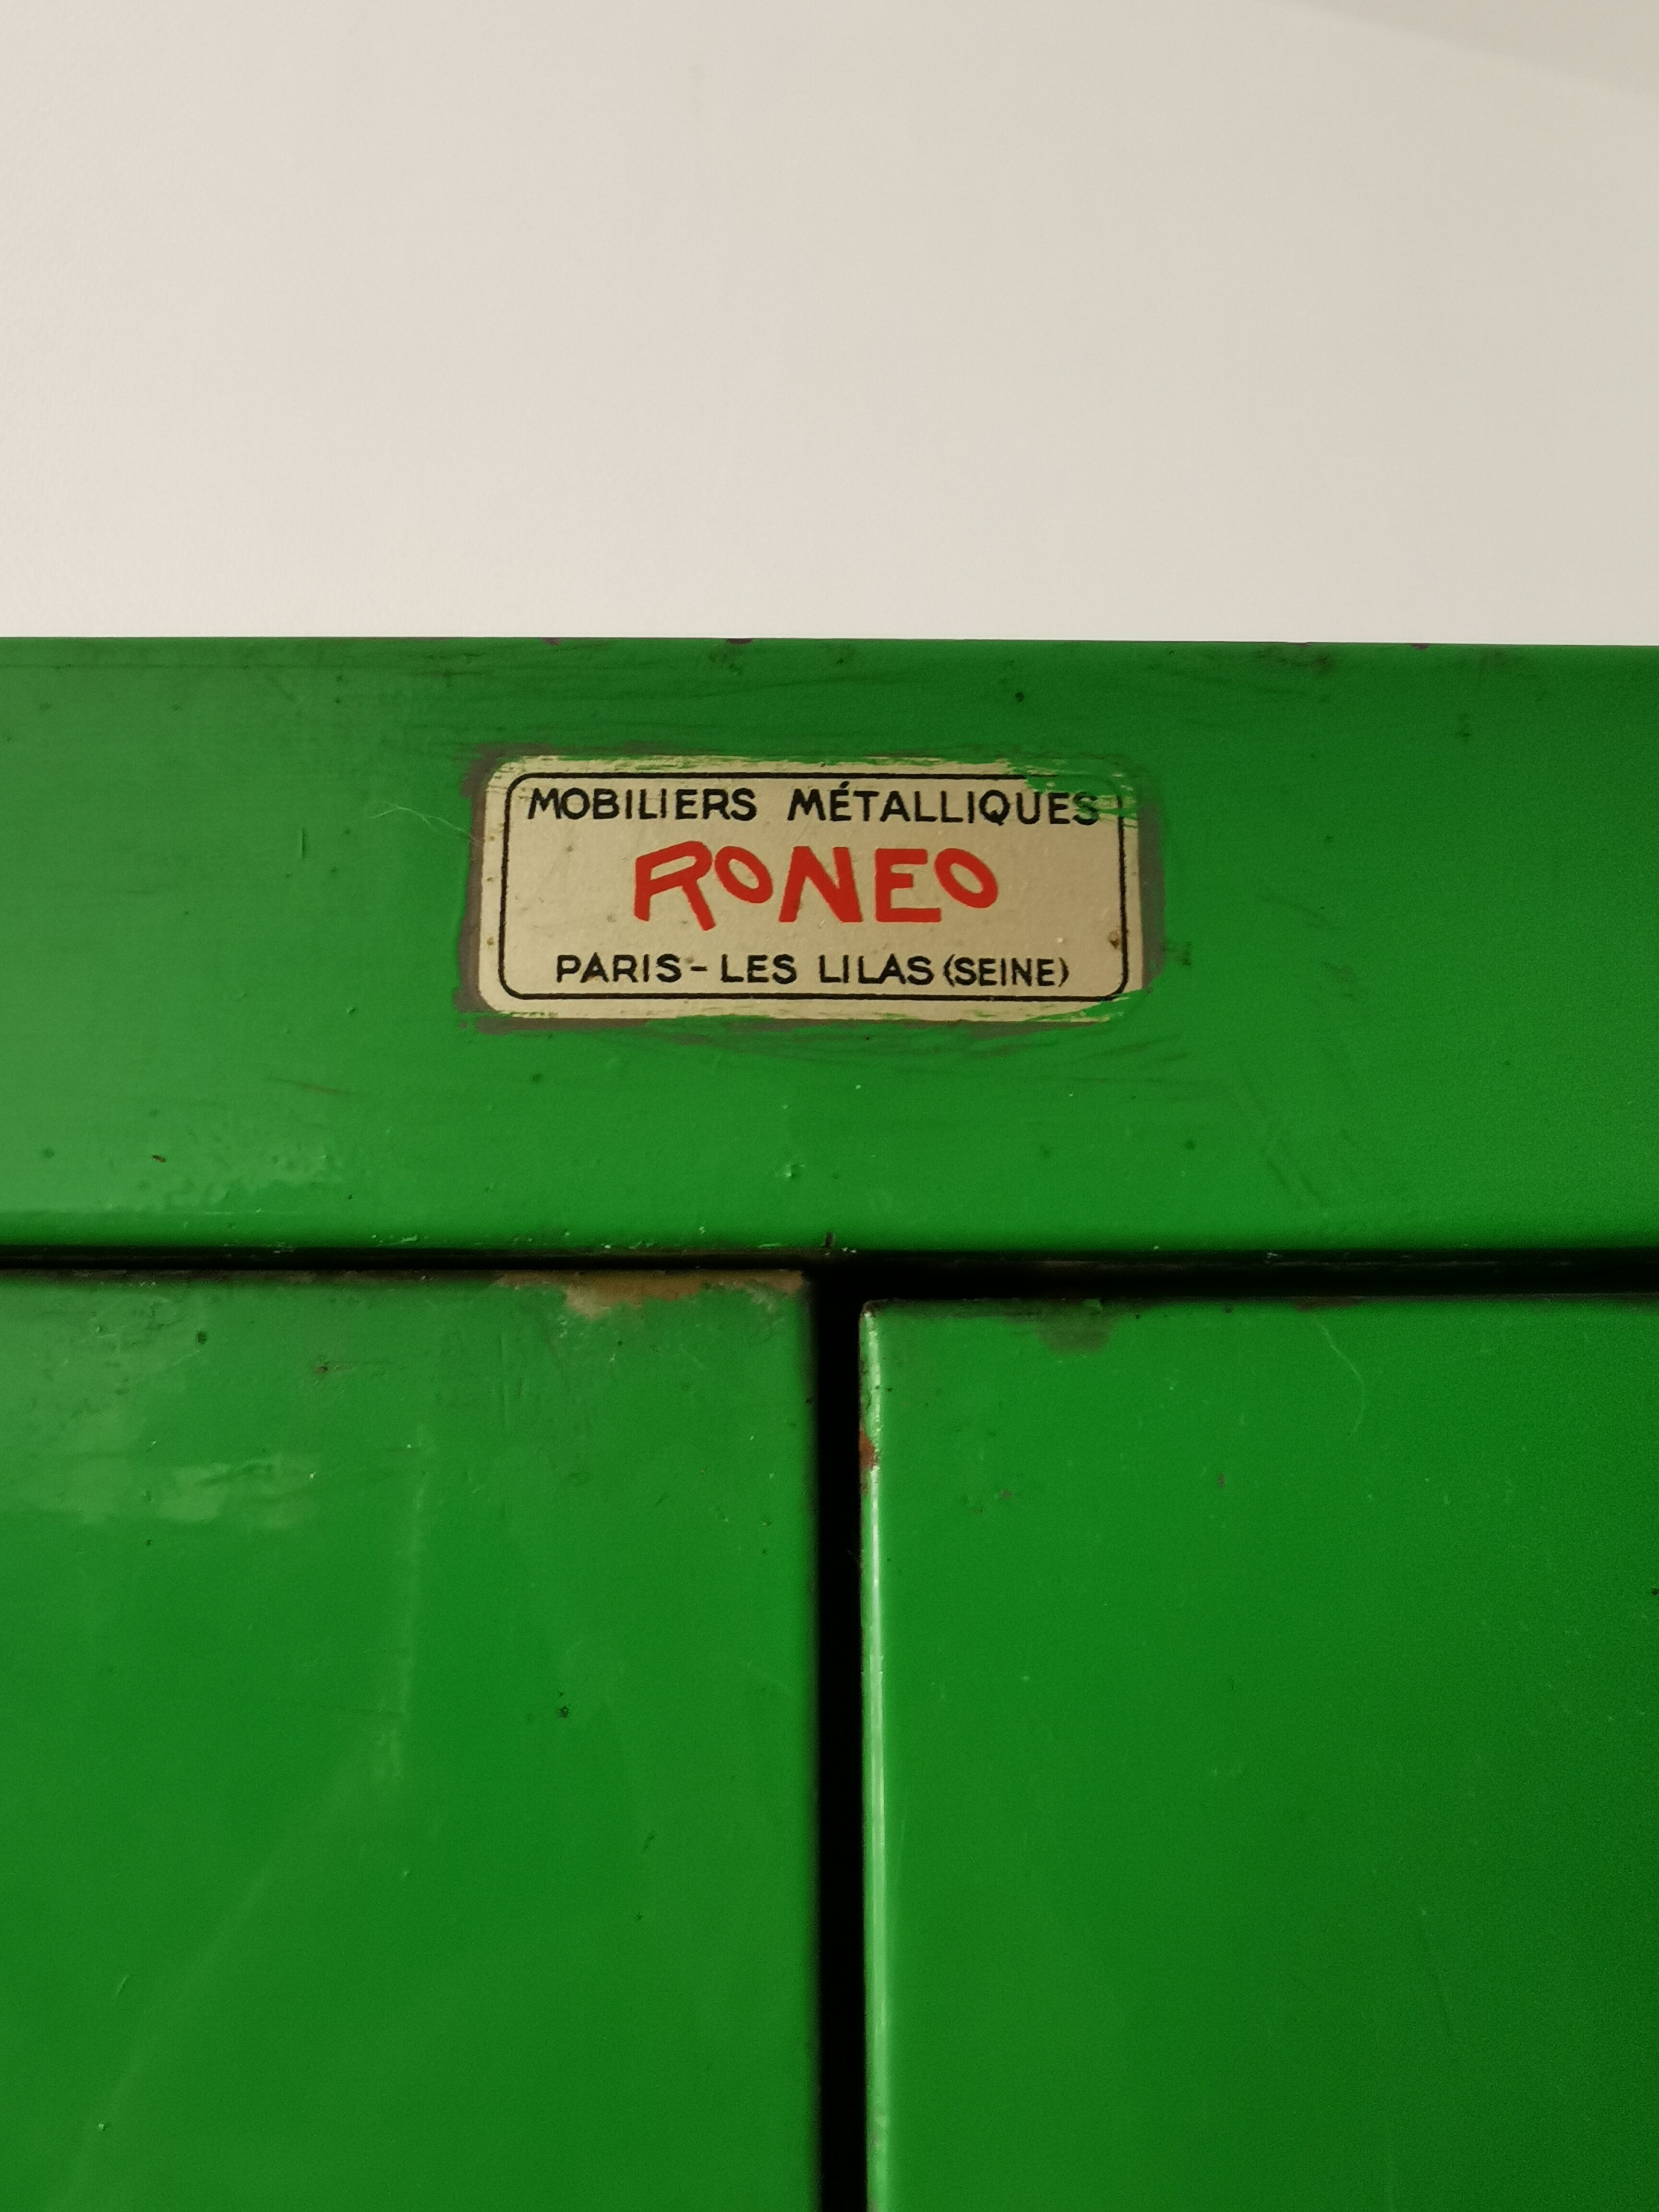 MOBILIERS MÉTALLIQUES
RONEO
PARIS-LES LILAS (SEINE)